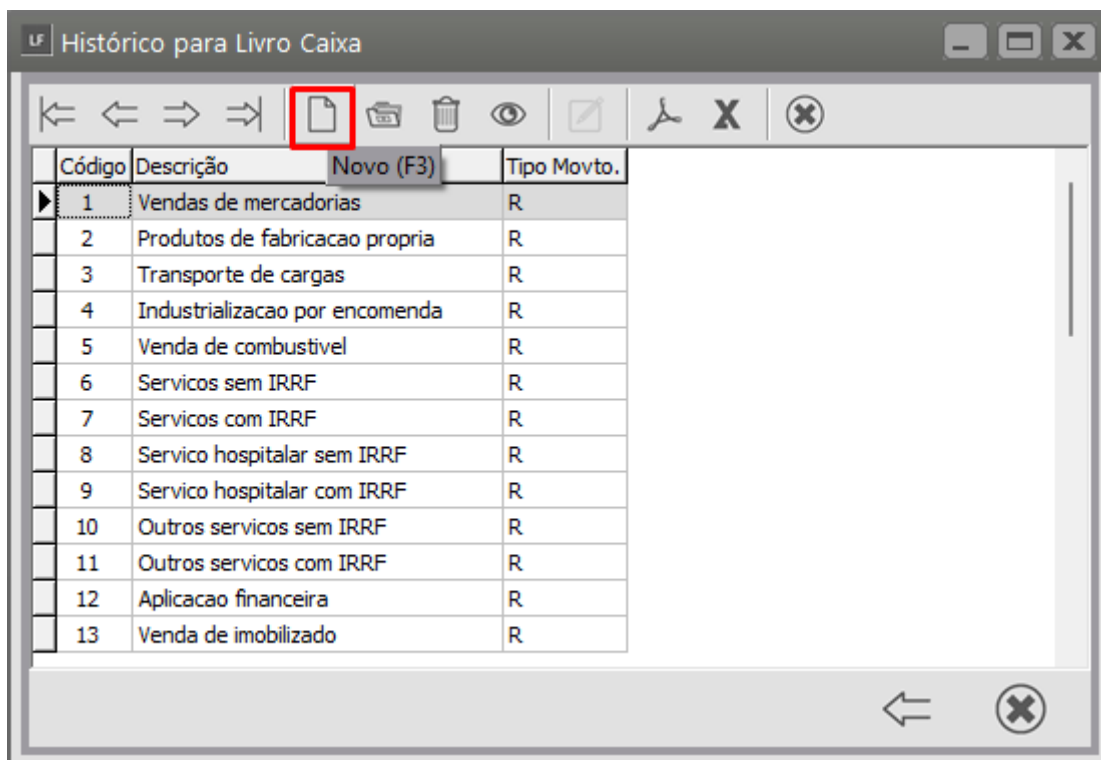 LF Histórico para Livro Caixa
X
Novo (F3)
Código Descrição Tipo Movto.
1 Vendas de mercadorias R
2 Produtos de fabricacao propria R
3 Transporte de cargas R
4 Industrializacao por encomenda R
5 Venda de combustivel R
6 Servicos sem IRRF R
7 Servicos com IRRF R
8 Servico hospitalar sem IRRF R
9 Servico hospitalar com IRRF R
10 Outros servicos sem IRRF R
11 Outros servicos com IRRF R
12 Aplicacao financeira R
13 Venda de imobilizado R